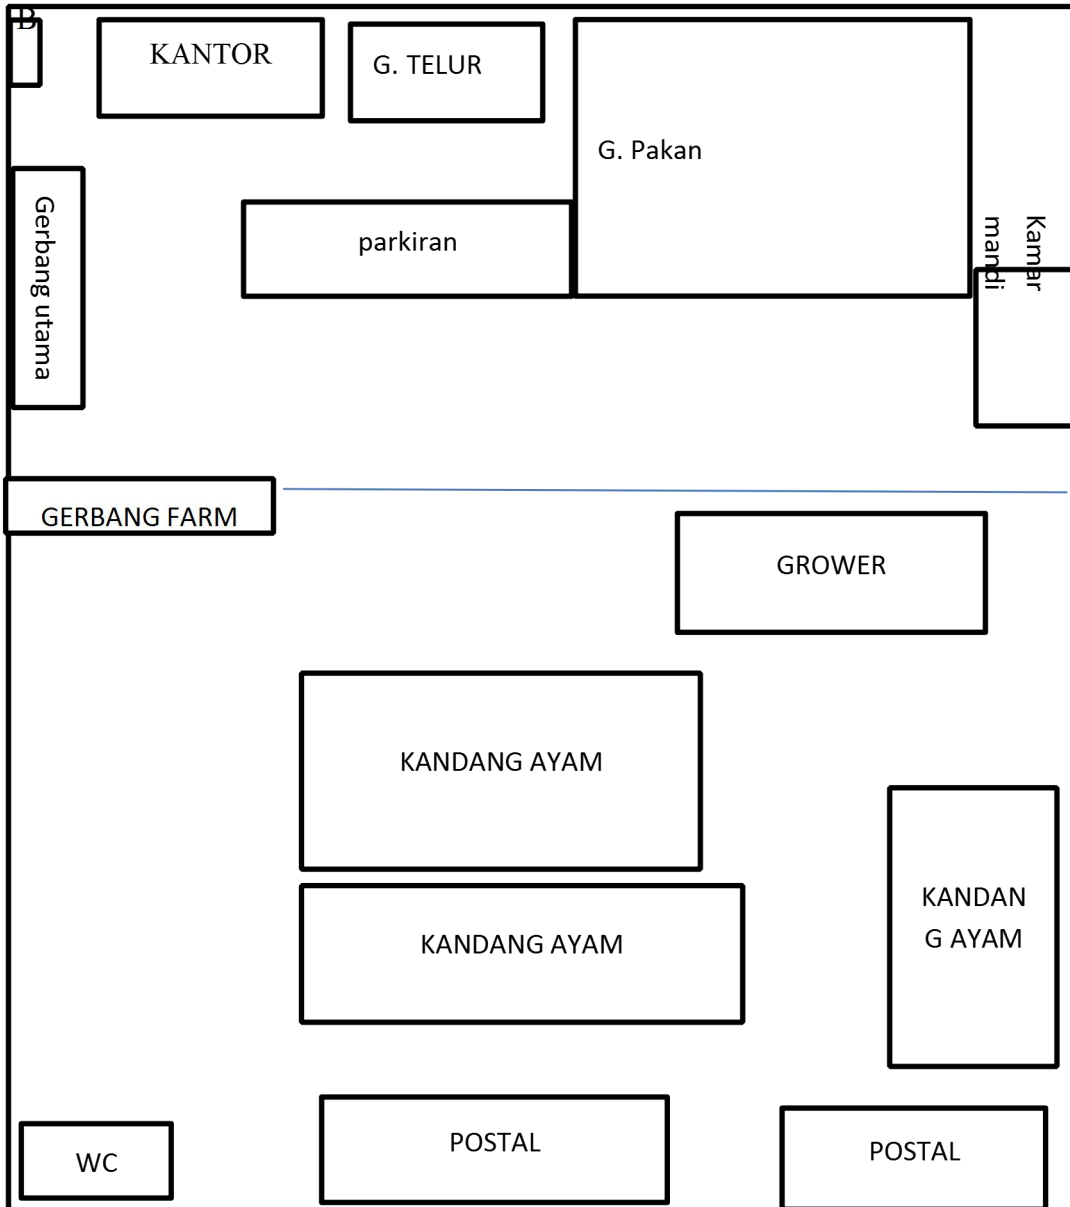 B
KANTOR
G. TELUR
G. Pakan
Gerbang utama
parkiran
Kamar
mandi
GERBANG FARM
GROWER
KANDANG AYAM
KANDANG AYAM
KANDAN
G AYAM
WC
POSTAL
POSTAL